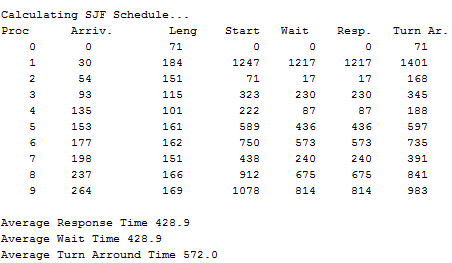 Calculating SJF Schedule...
Proc Arriv. Leng Start Wait Resp. Turn Ar.
0 0 71 0 0 0 71
1 30 184 1247 1217 1217 1401
2 54 151 71 17 17 168
3 93 115 323 230 230 345
4 135 101 222 87 87 188
5 153 161 589 436 436 597
6 177 162 750 573 573 735
7 198 151 438 240 240 391
8 237 166 912 675 675 841
9 264 169 1078 814 814 983
Average Response Time 428.9
Average Wait Time 428.9
Average Turn Arround Time 572.0